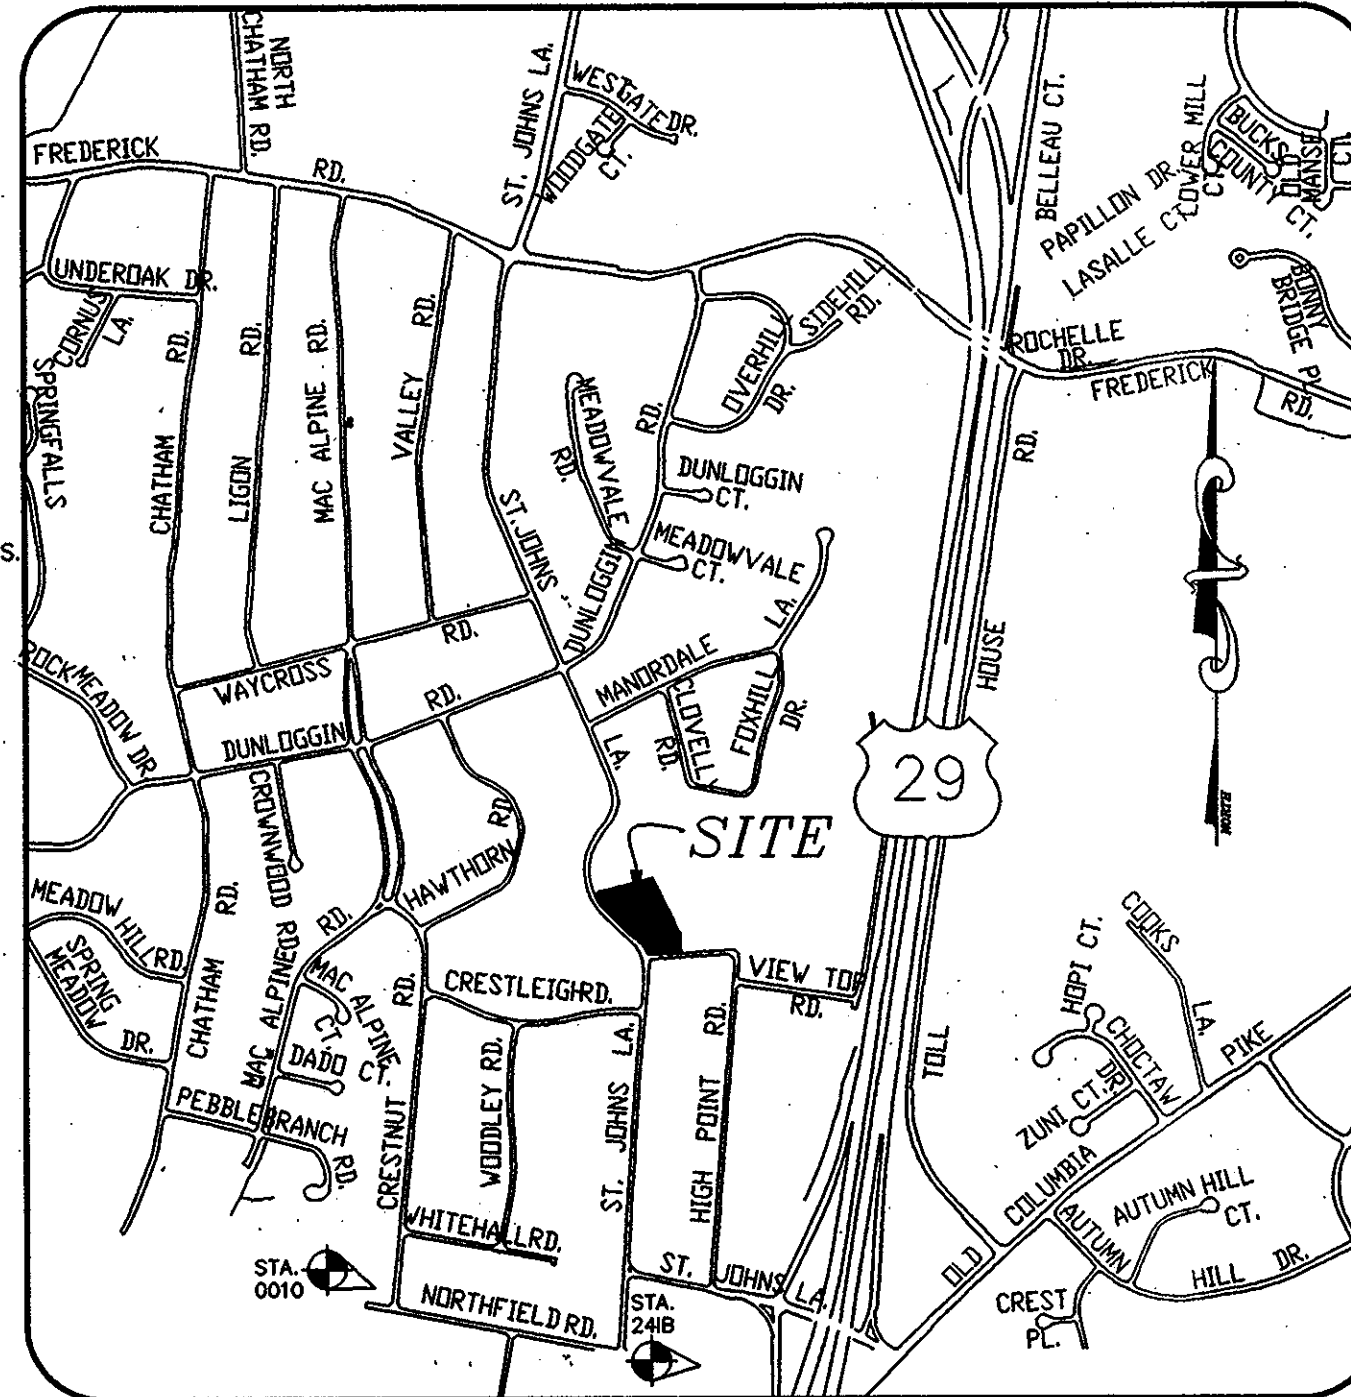 NORTH
CHATHAM RD.
ST. JOHNS LA.
WESTGATE DR.
WOODGATE
CT.
BELLEAU CT.
PAPILLON DR.
LASALLE CT.
LOWER MILL
CT.
BUCKS
COUNTY CT.
OLD
MANSE
CT
FREDERICK RD.
UNDEROAK DR.
CORNUS
LA.
SPRINGFALLS
CHATHAM RD.
LIGON RD.
MAC ALPINE RD.
VALLEY RD.
OVERHILL
DR.
SIDEHILL
RD.
BONNY
BRIDGE PL.
ROCHELLE
DR.
FREDERICK RD.
MEADOWVALE
RD.
DUNLOGGIN RD.
DUNLOGGIN
CT.
MEADOWVALE
CT.
ST. JOHNS LA.
S.
WAYCROSS RD.
DUNLOGGIN RD.
ROCKMEADOW DR
MANORDALE LA.
CLOVELLY
RD.
FOXHILL
DR.
TOLL HOUSE RD.
29
SITE
CROWNWOOD RD
HAWTHORN RD
MEADOW HILL RD.
SPRING
MEADOW DR.
CHATHAM RD.
MAC ALPINE RD.
MAC ALPINE
CT
DADO CT.
PEBBLEBRANCH
RD.
CHESTNUT RD.
CRESTLEIGH RD.
VIEW TOP
RD.
WOODLEY RD.
ST. JOHNS LA.
HIGH POINT RD.
COOKS LA.
HOPI CT.
CHOCTAW
DR.
ZUNI CT.
OLD COLUMBIA PIKE
AUTUMN HILL
CT.
AUTUMN HILL DR.
CREST
PL.
WHITEHALL RD.
ST. JOHNS LA.
NORTHFIELD RD.
STA.
0010
STA.
24IB